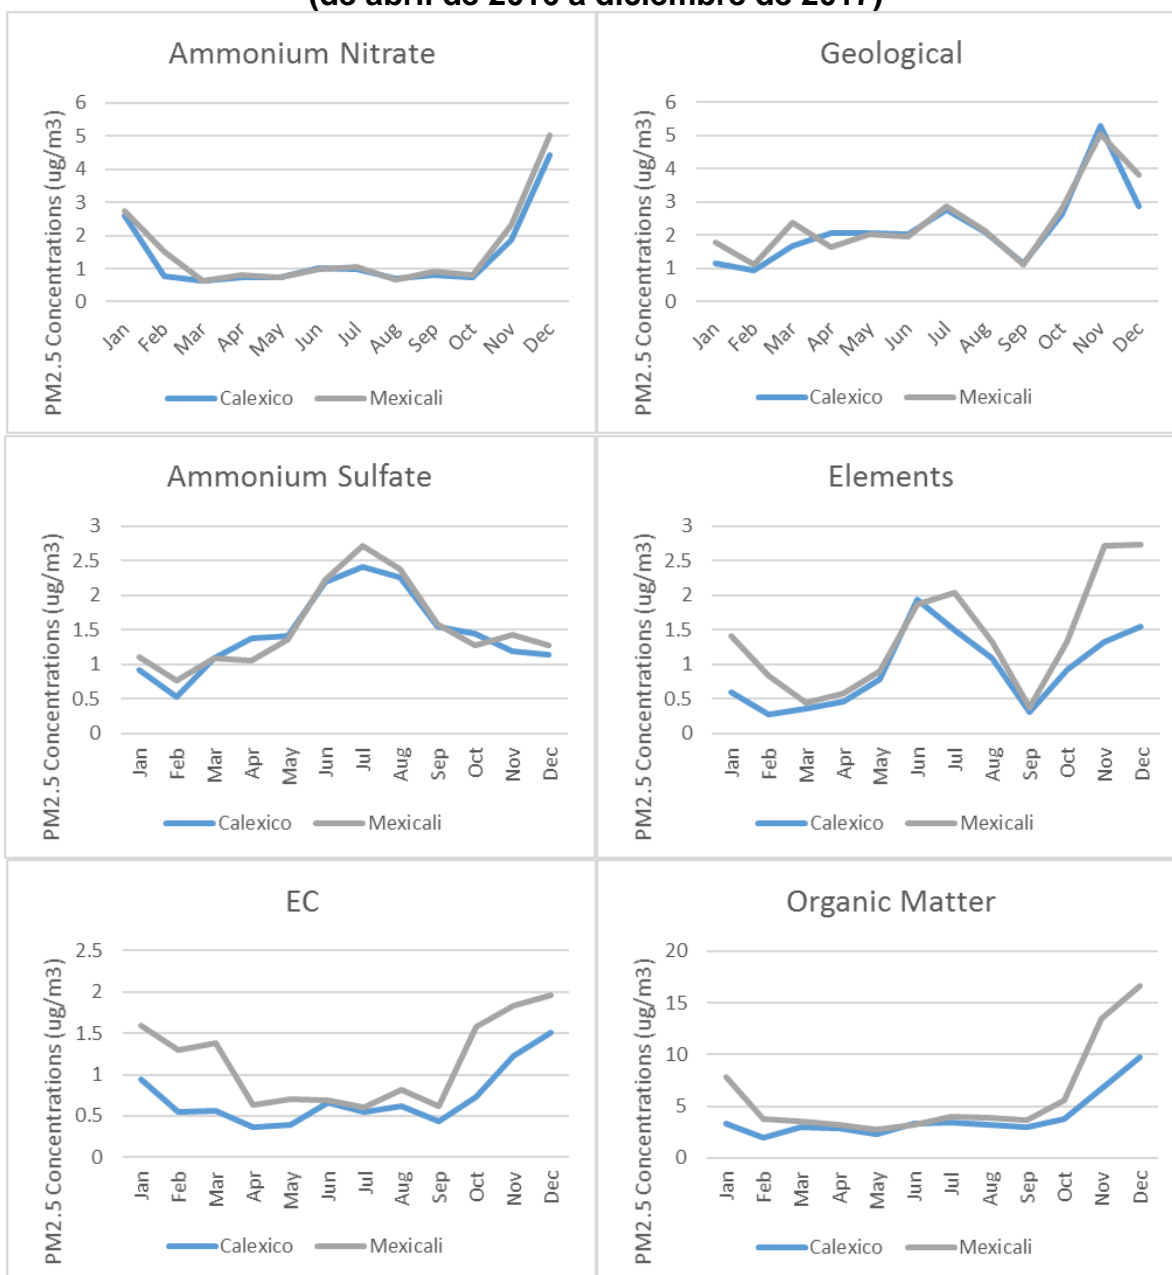 (de abril de 2016 a diciembre de 2017)
Ammonium Nitrate
PM2.5 Concentrations (ug/m3)
6
5
4
3
2
1
0
Jan Feb Mar Apr May Jun Jul Aug Sep Oct Nov Dec
Calexico Mexicali
Geological
PM2.5 Concentrations (ug/m3)
6
5
4
3
2
1
0
Jan Feb Mar Apr May Jun Jul Aug Sep Oct Nov Dec
Calexico Mexicali
Ammonium Sulfate
PM2.5 Concentrations (ug/m3)
3
2.5
2
1.5
1
0.5
0
Jan Feb Mar Apr May Jun Jul Aug Sep Oct Nov Dec
Calexico Mexicali
Elements
PM2.5 Concentrations (ug/m3)
3
2.5
2
1.5
1
0.5
0
Jan Feb Mar Apr May Jun Jul Aug Sep Oct Nov Dec
Calexico Mexicali
EC
PM2.5 Concentrations (ug/m3)
2.5
2
1.5
1
0.5
0
Jan Feb Mar Apr May Jun Jul Aug Sep Oct Nov Dec
Calexico Mexicali
Organic Matter
PM2.5 Concentrations (ug/m3)
20
15
10
5
0
Jan Feb Mar Apr May Jun Jul Aug Sep Oct Nov Dec
Calexico Mexicali